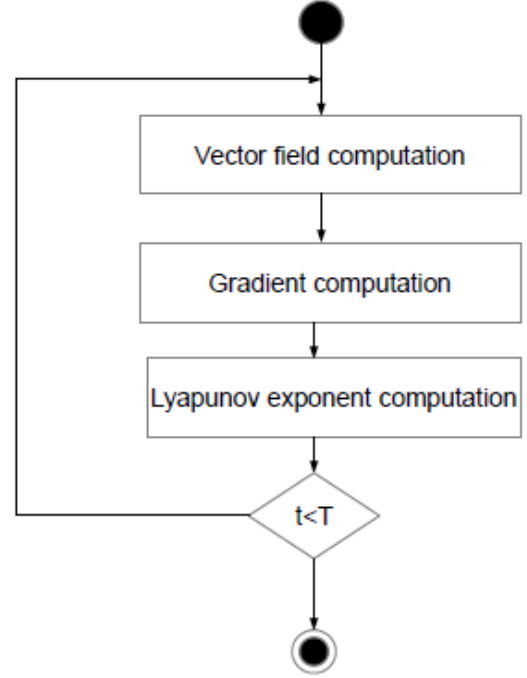 Vector field computation
Gradient computation
Lyapunov exponent computation
t<T